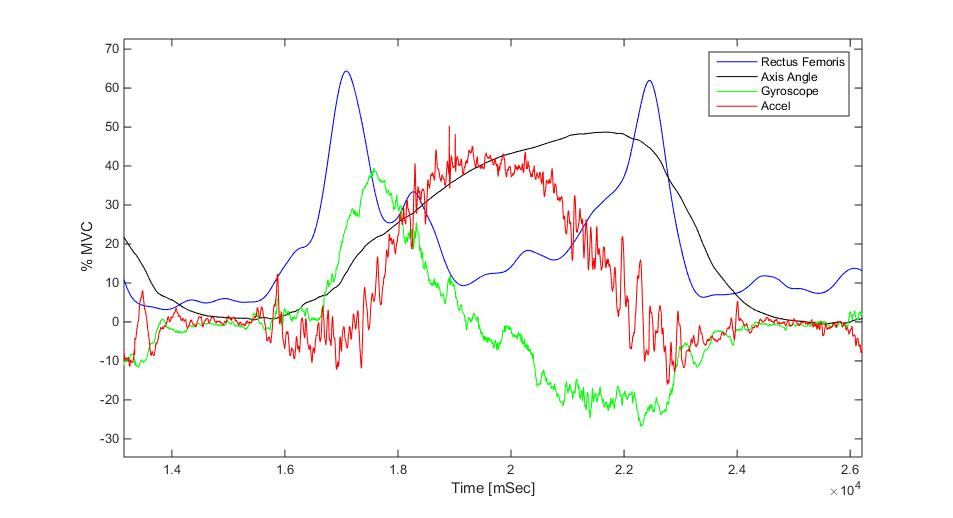 70
60
50
40
30
20
10
0
-10
-20
-30
% MVC
Rectus Femoris
Axis Angle
Gyroscope
Accel
1.4 1.6 1.8 2 2.2 2.4 2.6
Time [mSec]
×10⁴